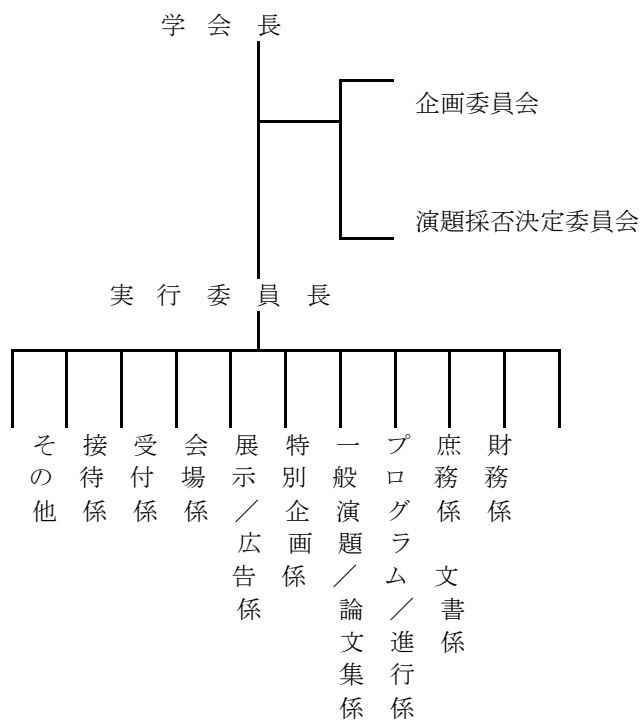 学会長
企画委員会
演題採否決定委員会
実行委員長
財務係
庶務係 文書係
プログラム／進行係
一般演題／論文集係
特別企画係
展示／広告係
会場係
受付係
接待係
その他